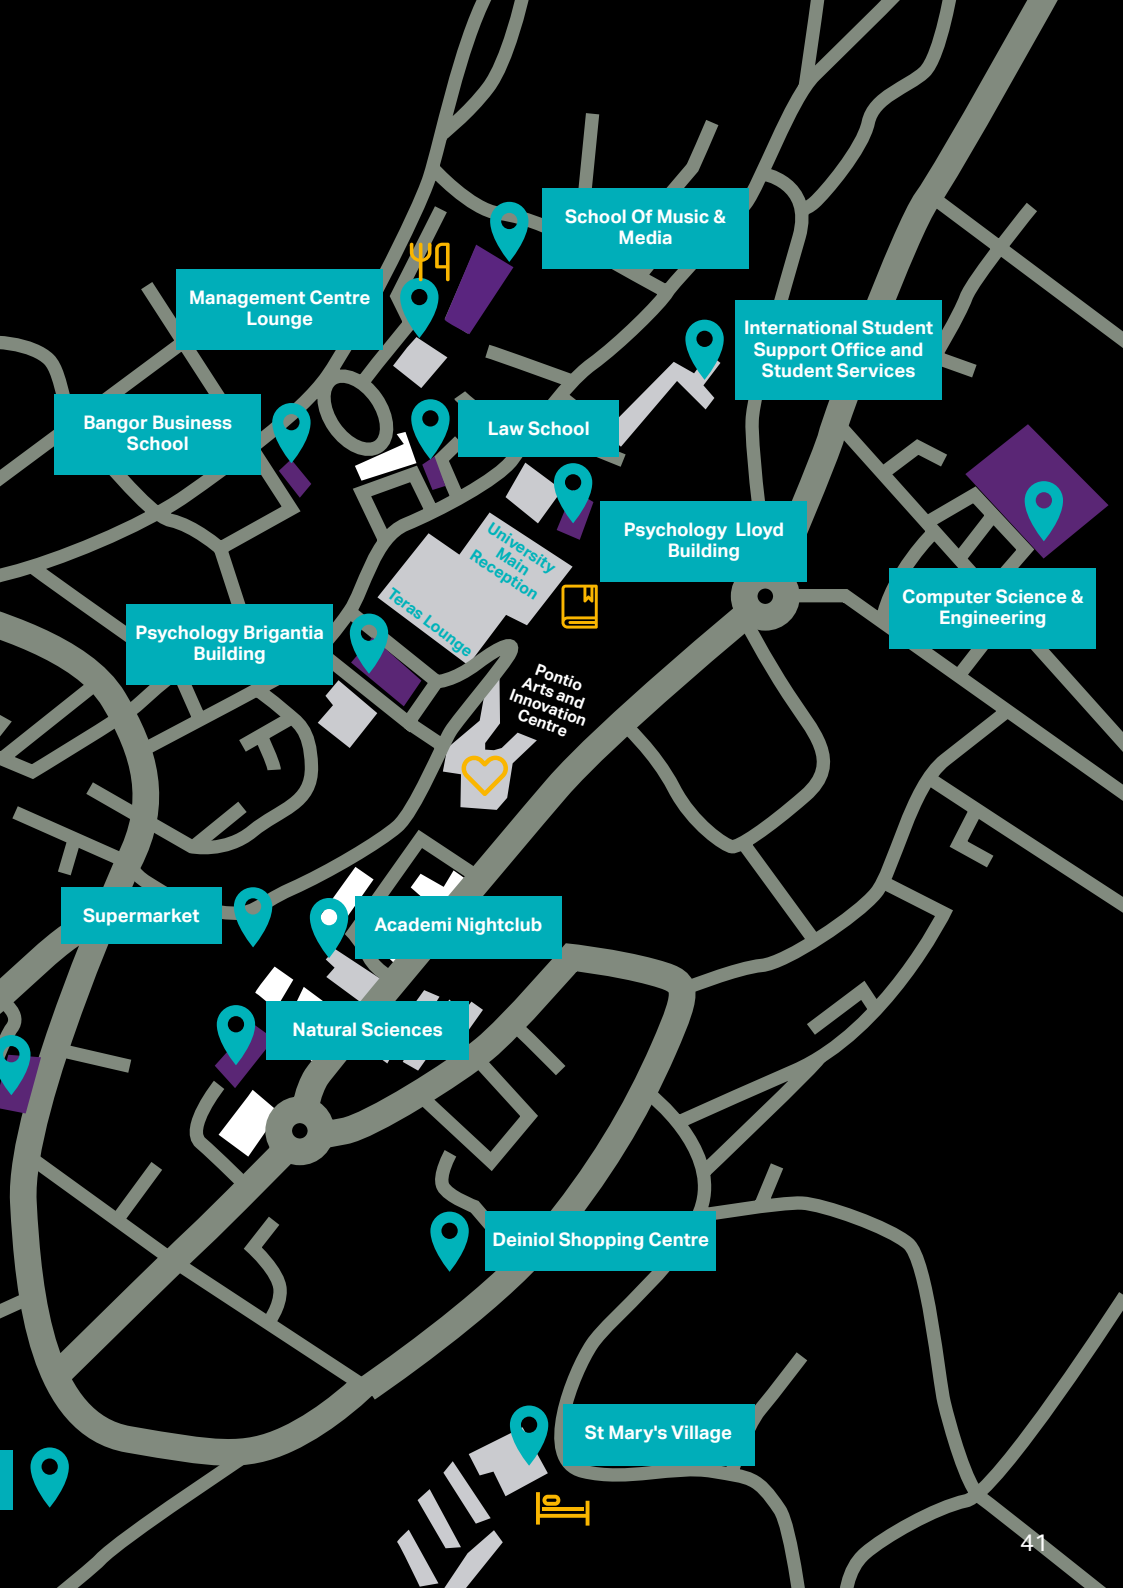 School Of Music &
Media
Management Centre
Lounge
International Student
Support Office and
Student Services
Bangor Business
School
Law School
Psychology  Lloyd
Building
University
Main
Reception
Teras Lounge
Computer Science &
Engineering
Psychology Brigantia
Building
Pontio
Arts and
Innovation
Centre
Supermarket
Academi Nightclub
Natural Sciences
Deiniol Shopping Centre
St Mary's Village
41